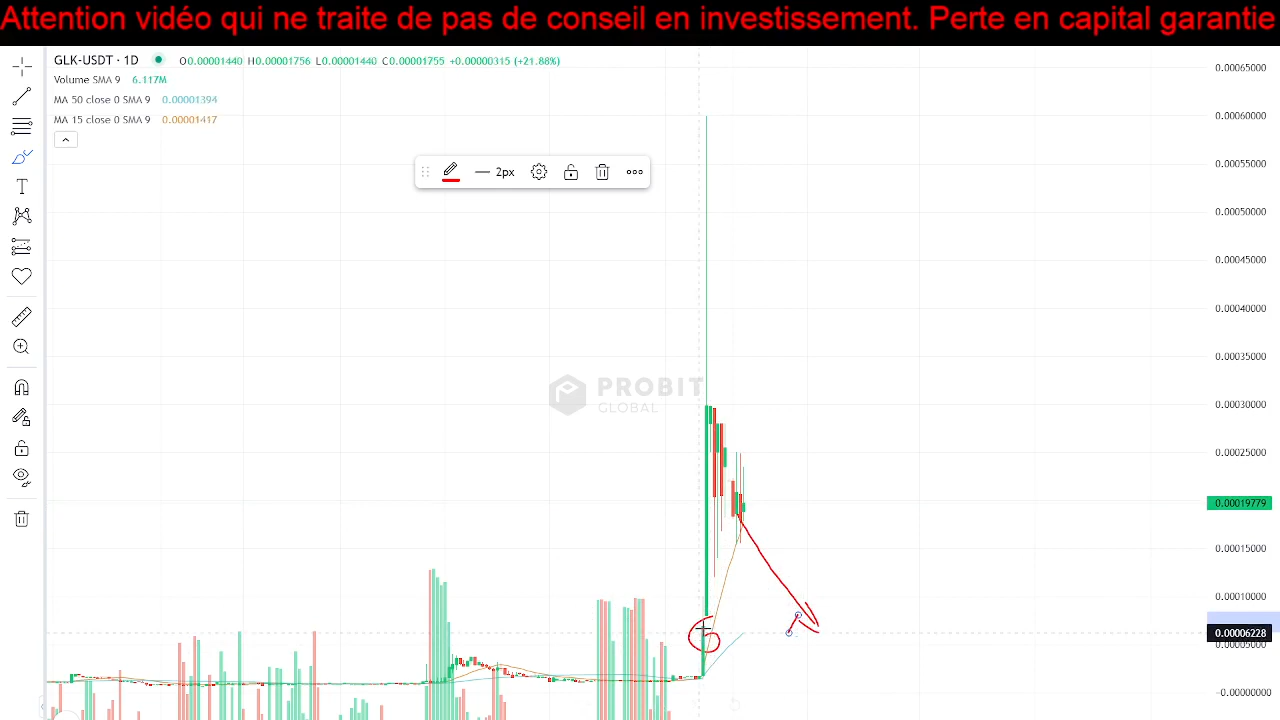 Attention vidéo qui ne traite de pas de conseil en investissement. Perte en capital garantie
GLK-USDT · 1D O0.00001440 H0.00001756 L0.00001440 C0.00001755 +0.00000315 (+21.88%)
Volume SMA 9 6.117M
MA 50 close 0 SMA 9 0.00001394
MA 15 close 0 SMA 9 0.00001417
2px
T
PROBIT
GLOBAL
0.00065000
0.00060000
0.00055000
0.00050000
0.00045000
0.00040000
0.00035000
0.00030000
0.00025000
0.00019779
0.00015000
0.00010000
0.00006228
0.00005000
-0.00000000